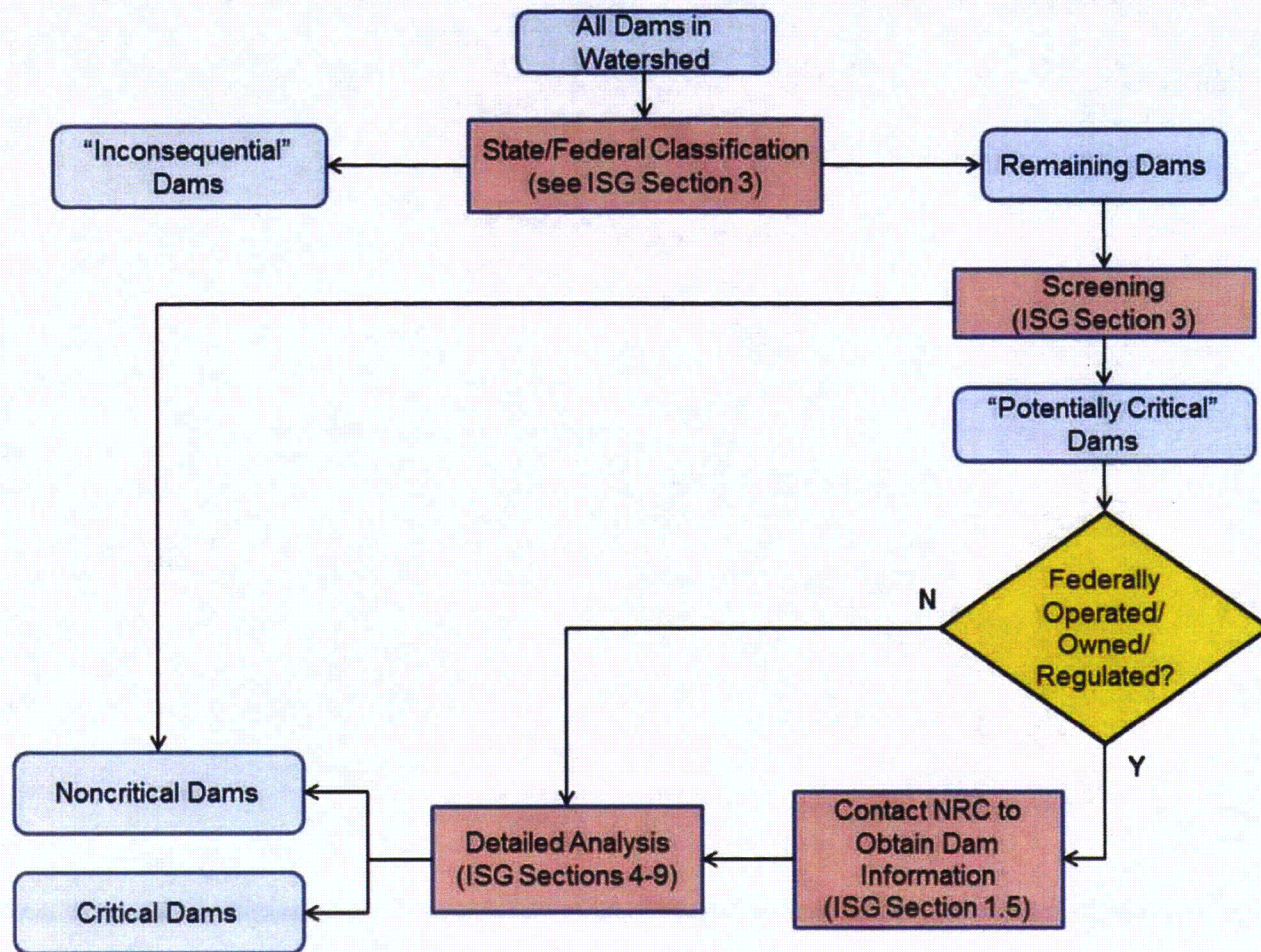 All Dams in
Watershed
"Inconsequential"
Dams
State/Federal Classification
(see ISG Section 3)
Remaining Dams
Screening
(ISG Section 3)
"Potentially Critical"
Dams
Federally
Operated/
Owned/
Regulated?
N
Y
Noncritical Dams
Critical Dams
Detailed Analysis
(ISG Sections 4-9)
Contact NRC to
Obtain Dam
Information
(ISG Section 1.5)